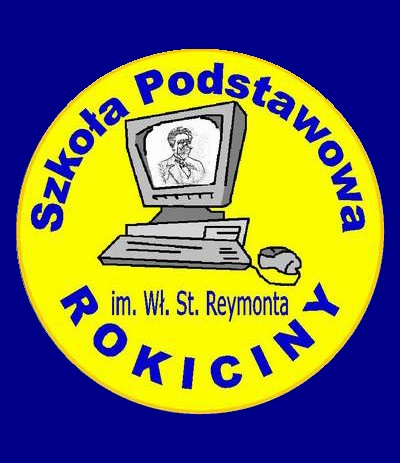 Szkoła Podstawowa
im. Wł. St. Reymonta
ROKICINY